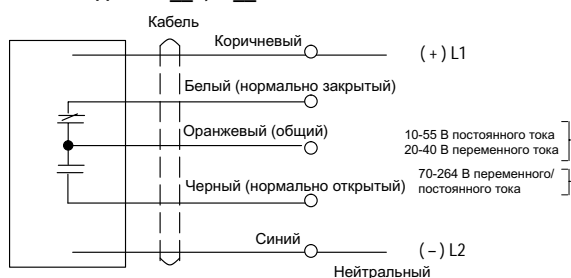 Кабель
Коричневый
(+) L1
Белый (нормально закрытый)
Оранжевый (общий)
10-55 В постоянного тока
20-40 В переменного тока
70-264 В переменного/
постоянного тока
Черный (нормально открытый)
Синий
(–) L2
Нейтральный